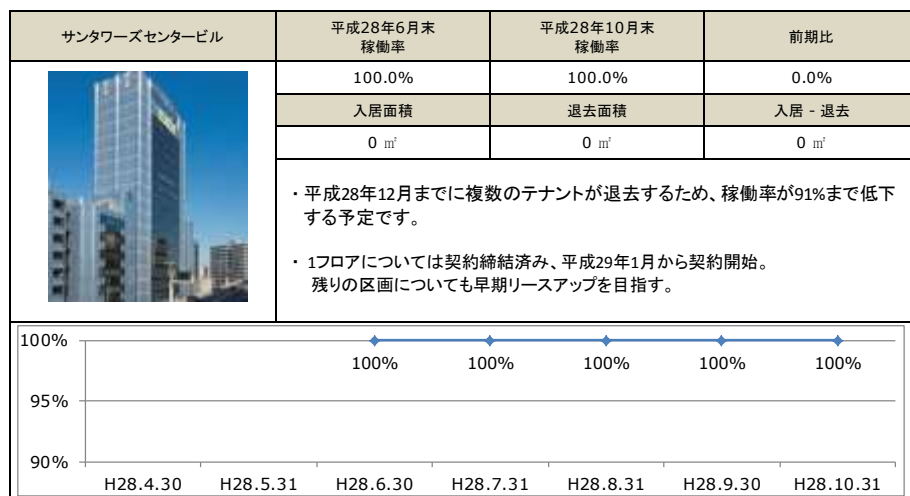 サンタワーズセンタービル
平成28年6月末
稼働率
平成28年10月末
稼働率
前期比
100.0%
100.0%
0.0%
入居面積
退去面積
入居 - 退去
0 ㎡
0 ㎡
0 ㎡
・平成28年12月までに複数のテナントが退去するため、稼働率が91%まで低下
する予定です。
・ 1フロアについては契約締結済み、平成29年1月から契約開始。
残りの区画についても早期リースアップを目指す。
100%
95%
90%
100%
100%
100%
100%
100%
H28.4.30
H28.5.31
H28.6.30
H28.7.31
H28.8.31
H28.9.30
H28.10.31